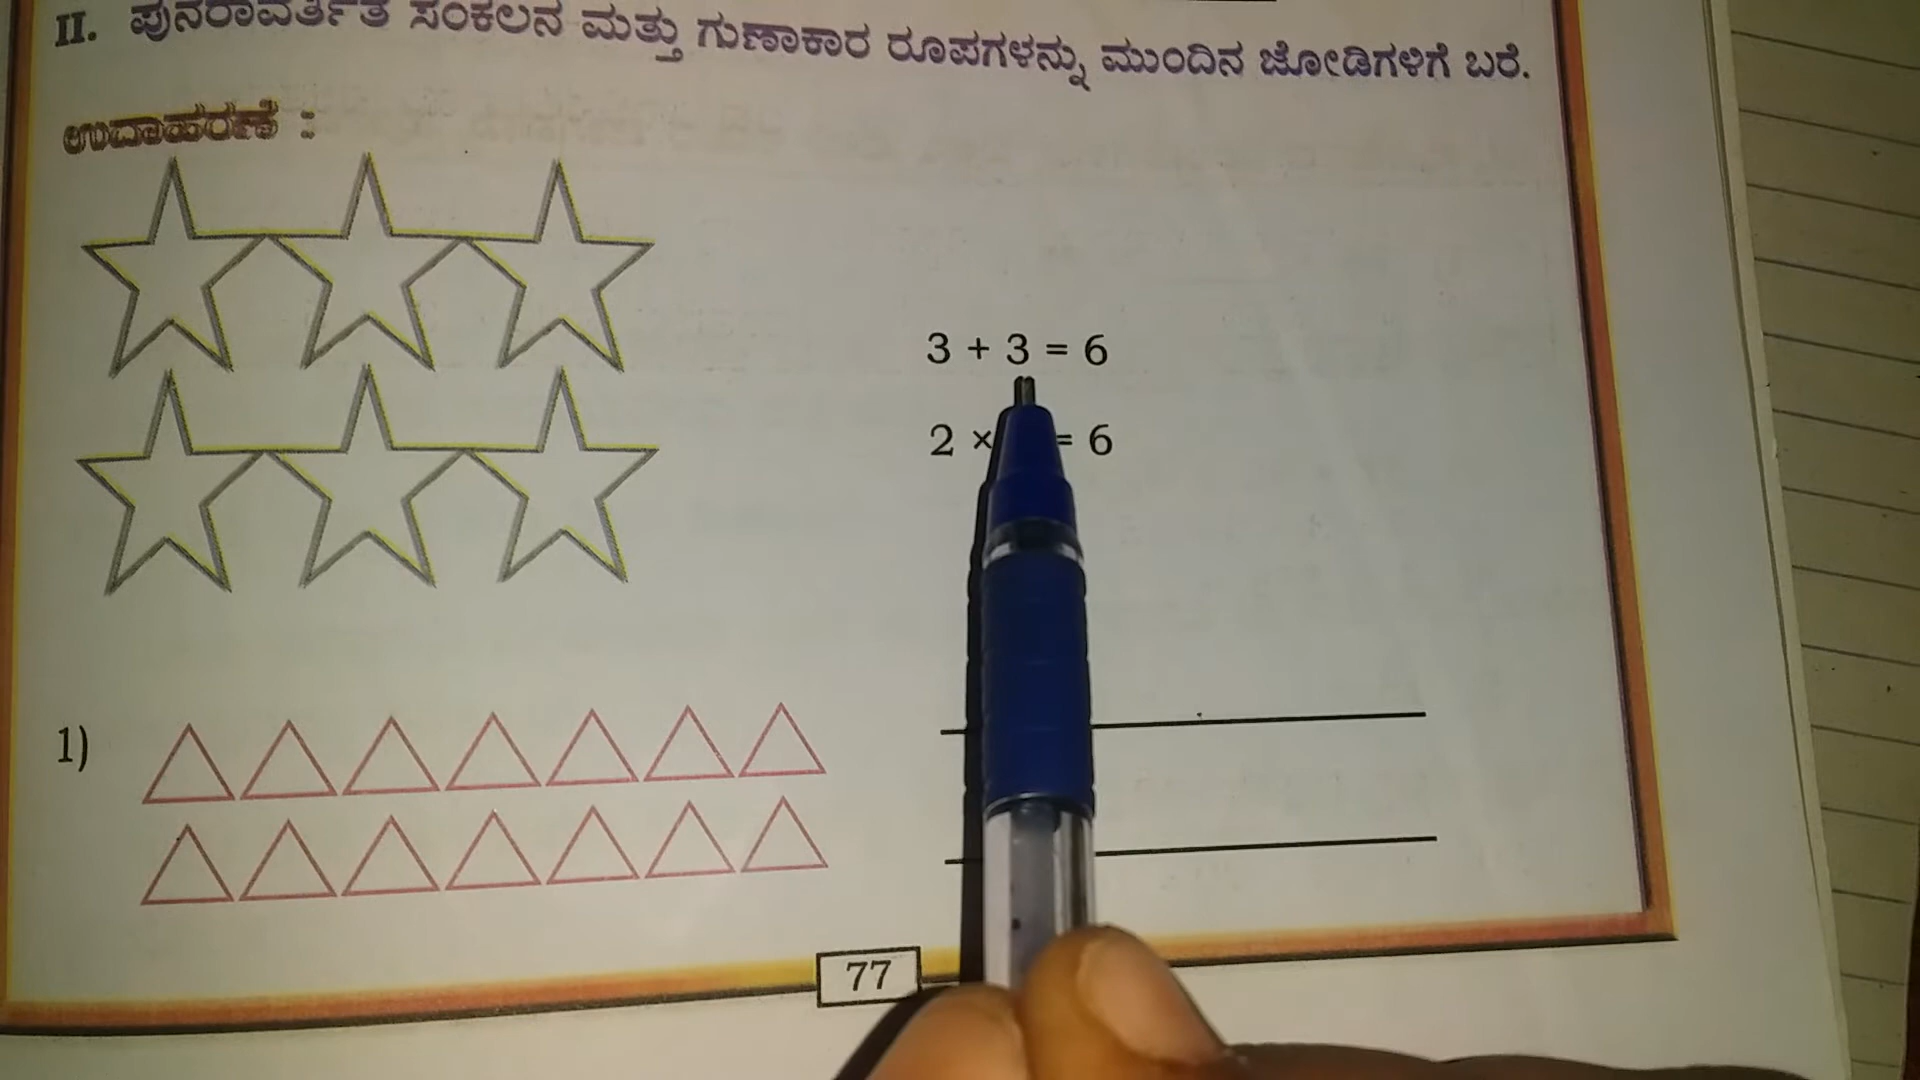 II. ಪುನರಾವರ್ತಿತ ಸಂಕಲನ ಮತ್ತು ಗುಣಾಕಾರ ರೂಪಗಳನ್ನು ಮುಂದಿನ ಜೋಡಿಗಳಿಗೆ ಬರೆ.
ಉದಾಹರಣೆ :
3 + 3 = 6
2 × = 6
1)
77